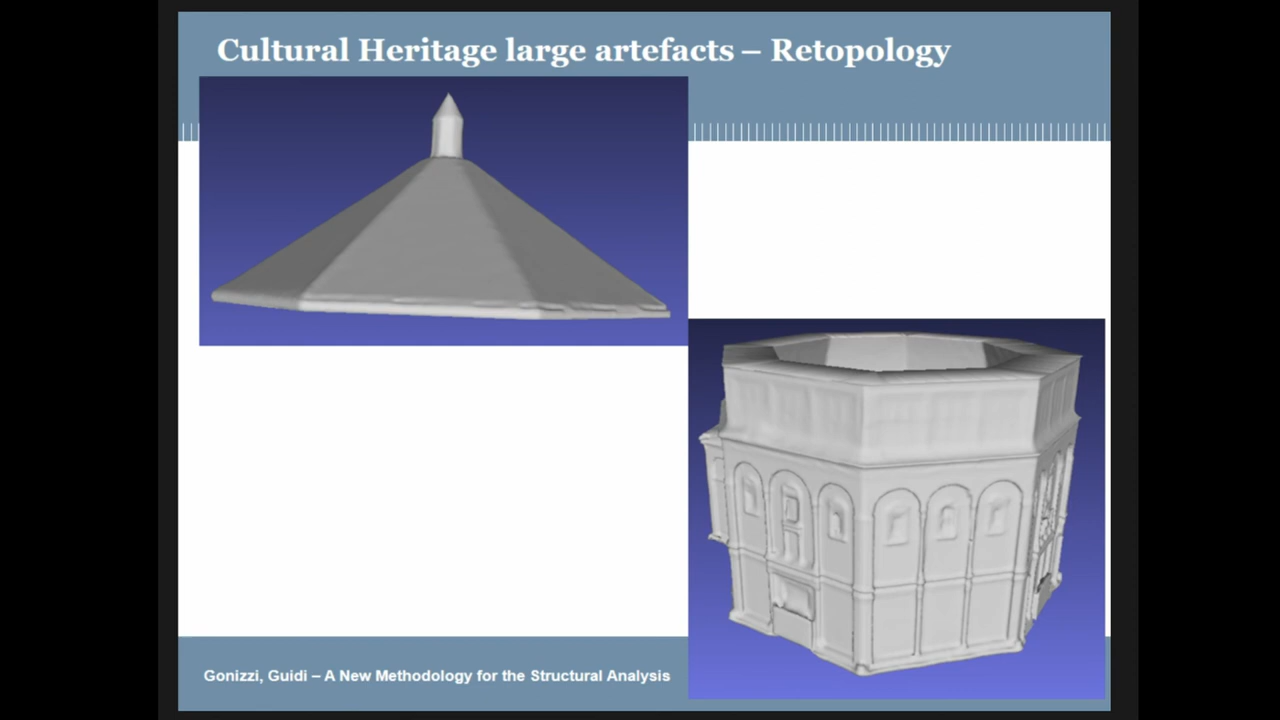 Cultural Heritage large artefacts – Retopology
Gonizzi, Guidi – A New Methodology for the Structural Analysis